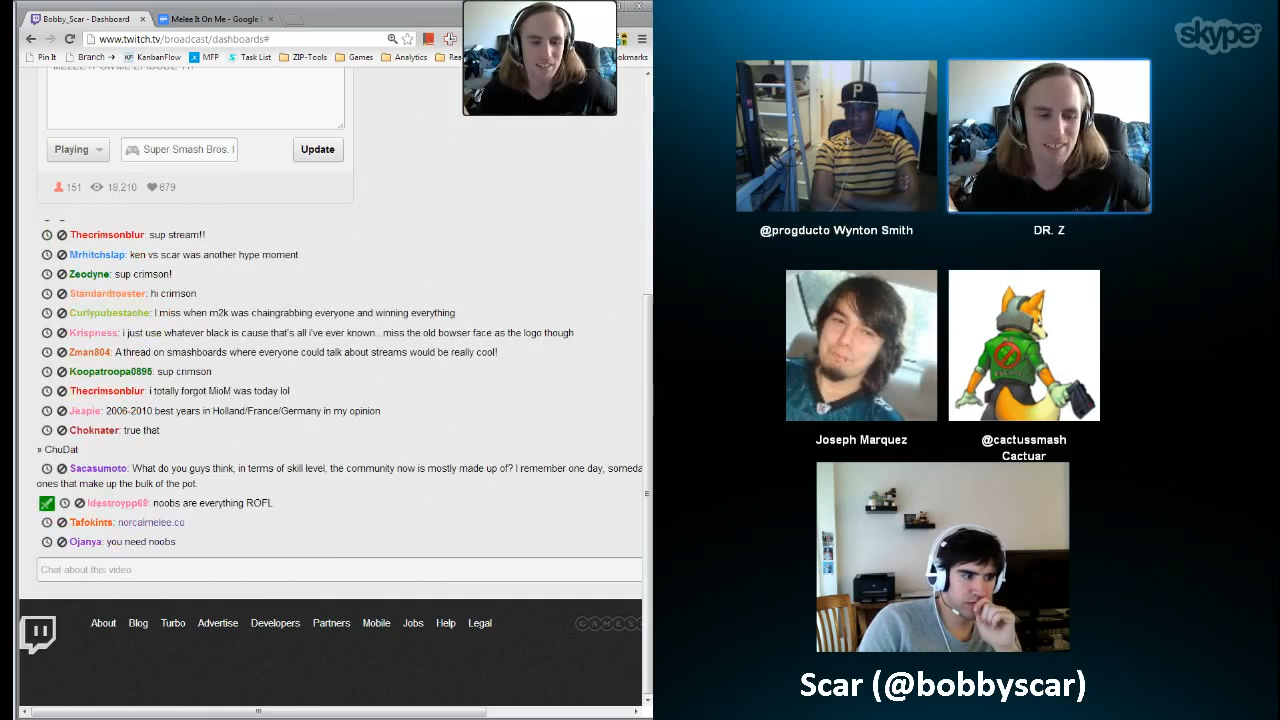 Bobby_Scar - Dashboard
Melee It On Me - Google
www.twitch.tv/broadcast/dashboards#
Pin It
Branch
KanbanFlow
MFP
Task List
ZIP-Tools
Games
Analytics
Rea
okmarks
Playing
Super Smash Bros.
Update
151
18,210
679
Thecrimsonblur: sup stream!!
Mrhitchslap: ken vs scar was another hype moment
Zeodyne: sup crimson!
Standardtoaster: hi crimson
Curlypubestache: I miss when m2k was chaingrabbing everyone and winning everything
Krispness: i just use whatever black is cause that's all i've ever known...miss the old bowser face as the logo though
Zman804: A thread on smashboards where everyone could talk about streams would be really cool!
Koopatroopa0895: sup crimson
Thecrimsonblur: i totally forgot MioM was today lol
Jeapie: 2006-2010 best years in Holland/France/Germany in my opinion
Choknater: true that
» ChuDat
Sacasumoto: What do you guys think, in terms of skill level, the community now is mostly made up of? I remember one day, someda
ones that make up the bulk of the pot.
Idestroypp69: noobs are everything ROFL
Tafokints: norcalmelee.co
Ojanya: you need noobs
Chat about this video
About
Blog
Turbo
Advertise
Developers
Partners
Mobile
Jobs
Help
Legal
GAMES
skype
P
@progducto Wynton Smith
DR. Z
Joseph Marquez
@cactussmash
Cactuar
Scar (@bobbyscar)